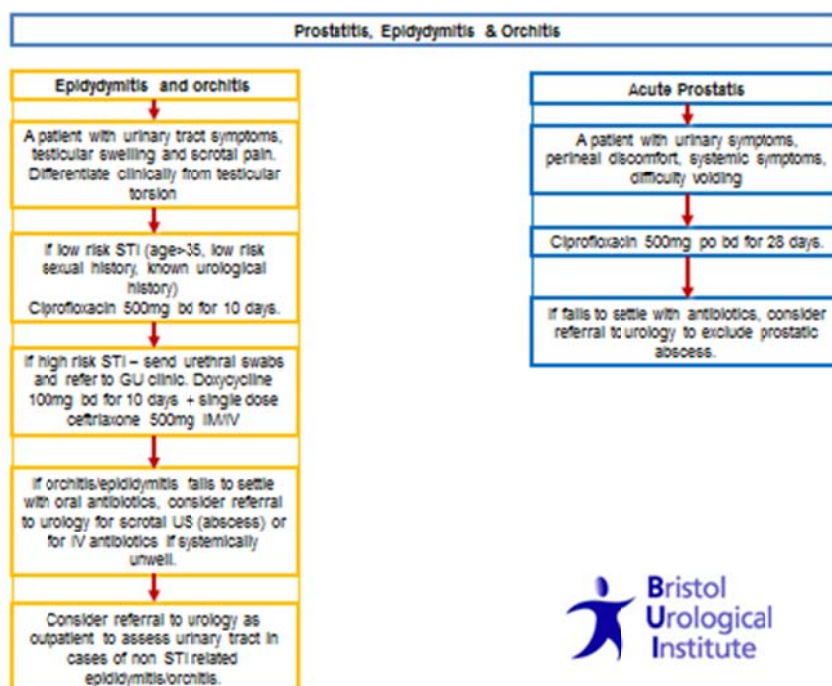 Prostatitis, Epidydymitis & Orchitis
Epidydymitis and orchitis
A patient with urinary tract symptoms,
testicular swelling and scrotal pain.
Differentiate clinically from testicular
torsion
If low risk STI (age>35, low risk
sexual history, known urological
history)
Ciprofloxacin 500mg bd for 10 days.
If high risk STI – send urethral swabs
and refer to GU clinic. Doxycycline
100mg bd for 10 days + single dose
ceftriaxone 500mg IM/IV
If orchitis/epididymitis fails to settle
with oral antibiotics, consider referral
to urology for scrotal US (abscess) or
for IV antibiotics if systemically
unwell.
Consider referral to urology as
outpatient to assess urinary tract in
cases of non STI related
epididymitis/orchitis.
Acute Prostatis
A patient with urinary symptoms,
perineal discomfort, systemic symptoms,
difficulty voiding
Ciprofloxacin 500mg po bd for 28 days.
If fails to settle with antibiotics, consider
referral to urology to exclude prostatic
abscess.
Bristol
Urological
Institute